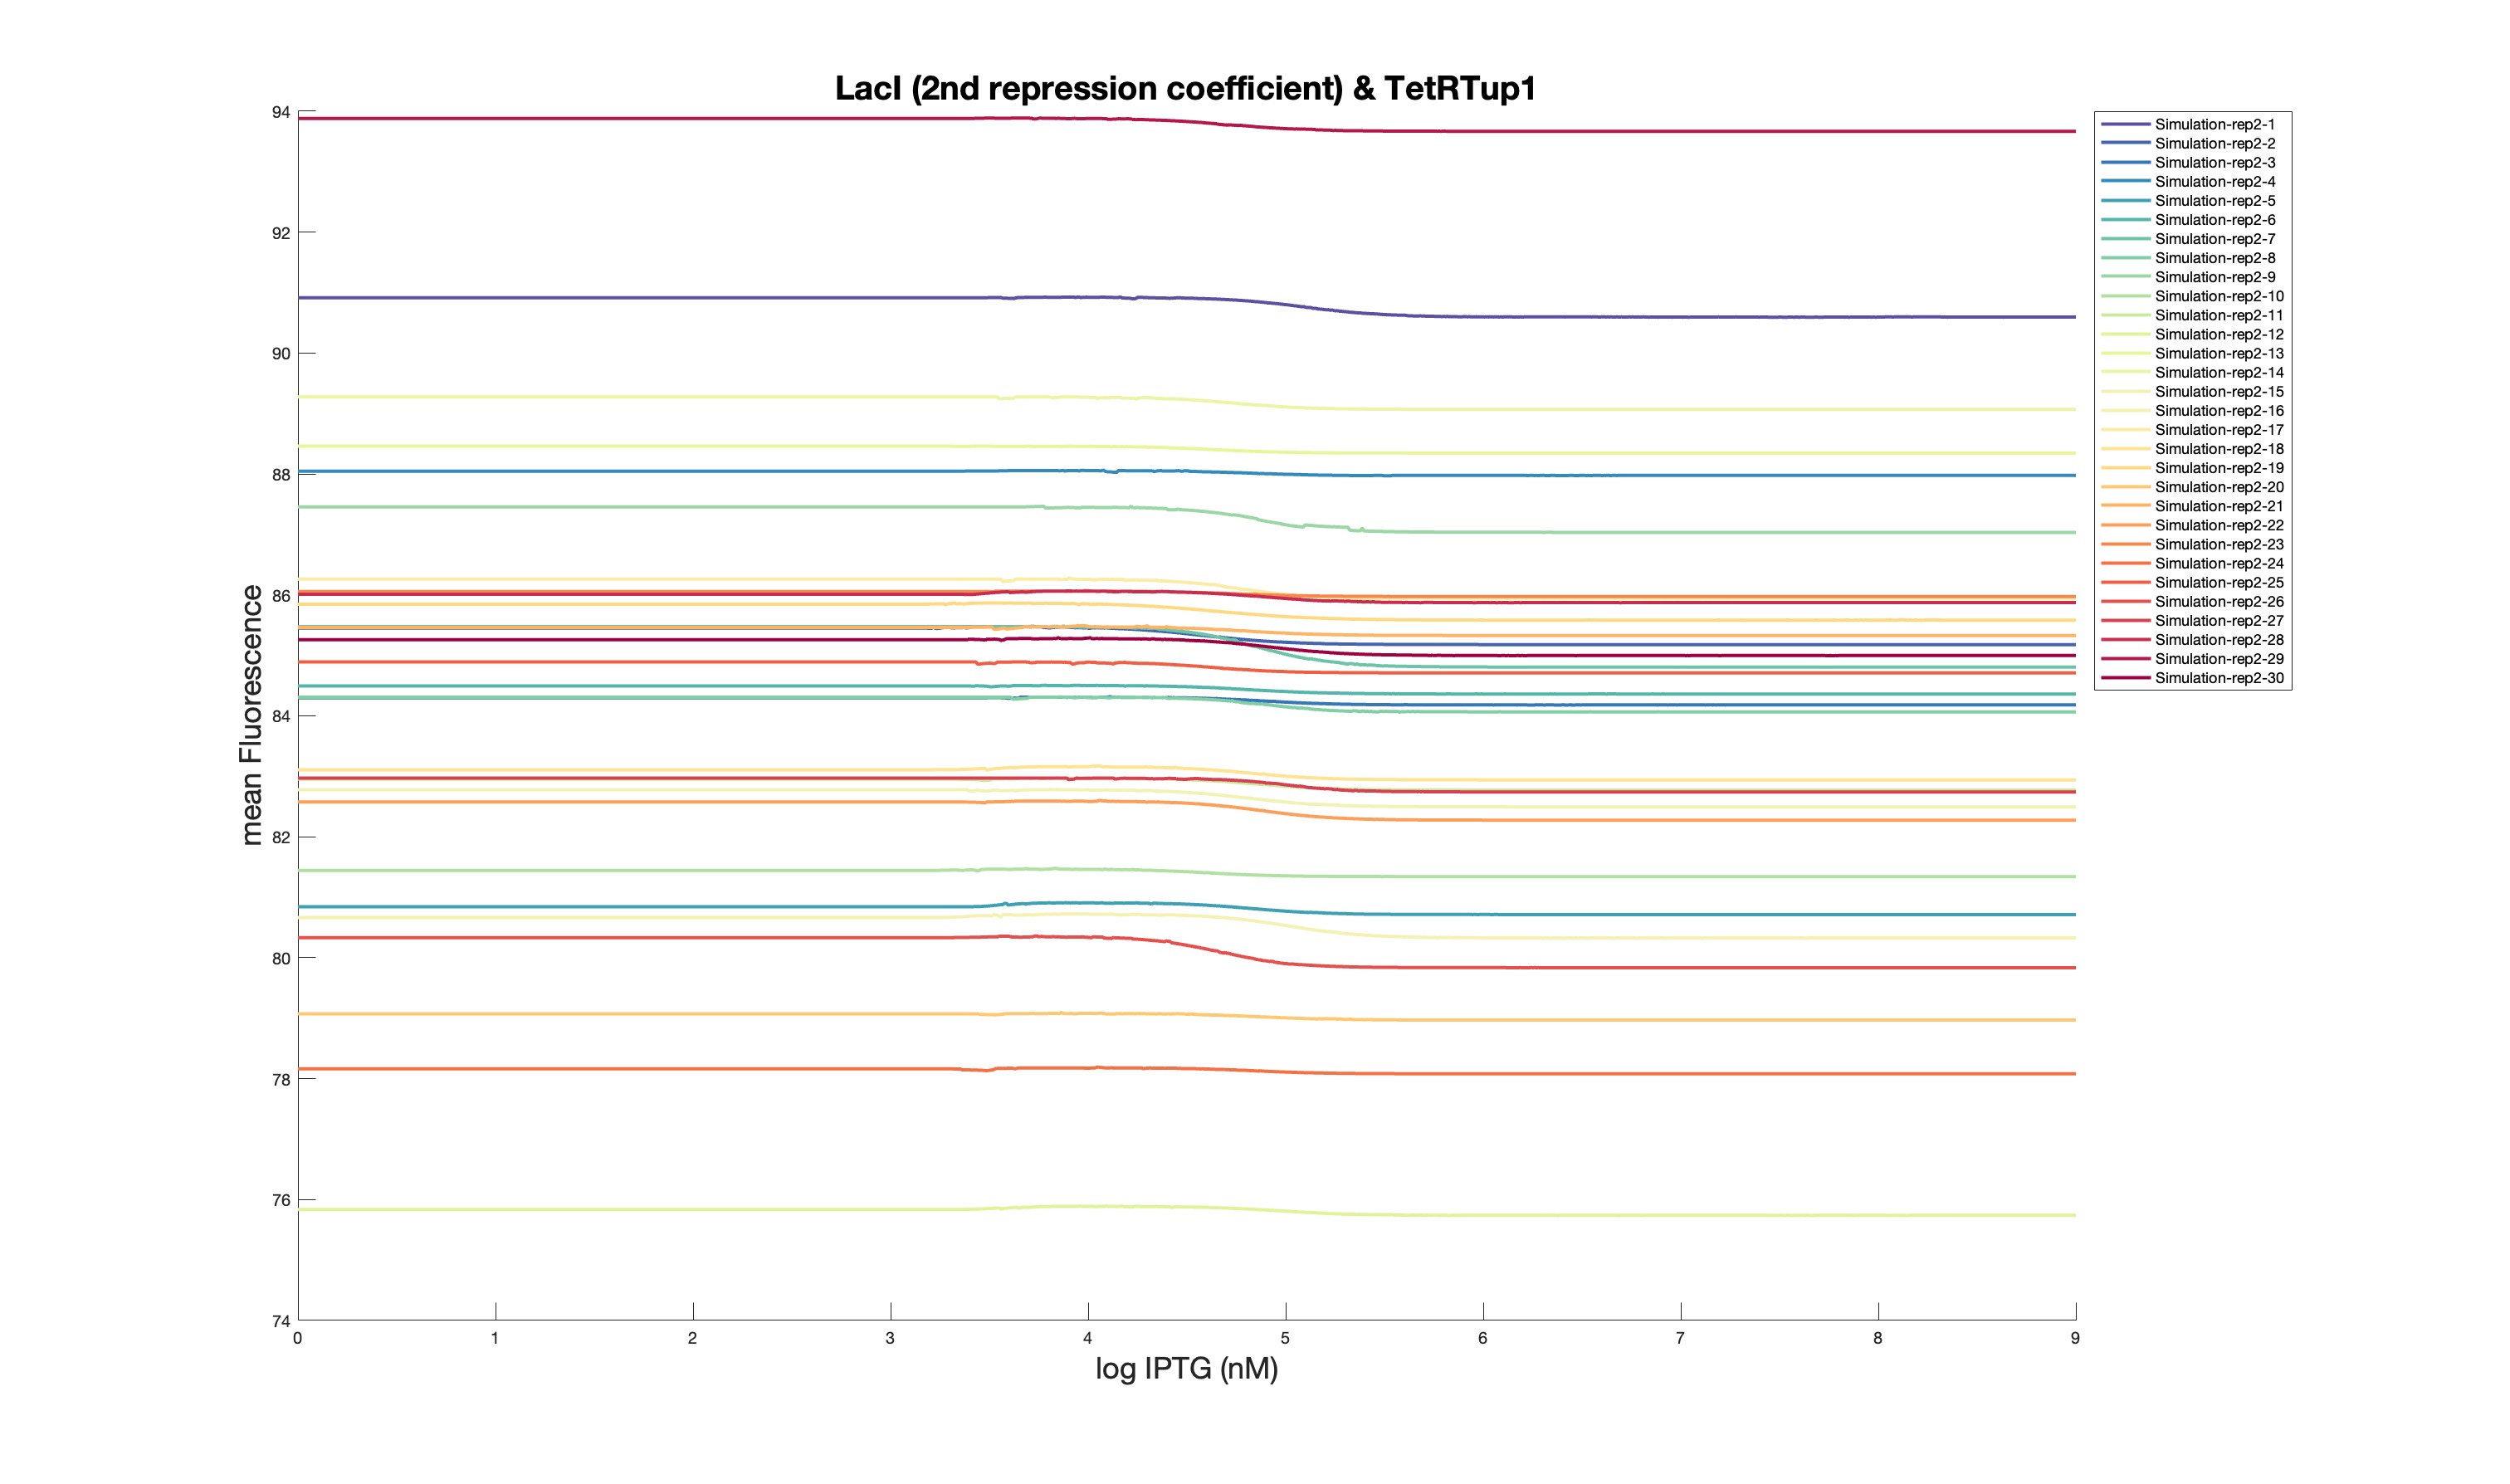 LacI (2nd repression coefficient) & TetRTup1
94
92
90
88
86
84
82
80
78
76
74
mean Fluorescence
0 1 2 3 4 5 6 7 8 9
log IPTG (nM)
Simulation-rep2-1
Simulation-rep2-2
Simulation-rep2-3
Simulation-rep2-4
Simulation-rep2-5
Simulation-rep2-6
Simulation-rep2-7
Simulation-rep2-8
Simulation-rep2-9
Simulation-rep2-10
Simulation-rep2-11
Simulation-rep2-12
Simulation-rep2-13
Simulation-rep2-14
Simulation-rep2-15
Simulation-rep2-16
Simulation-rep2-17
Simulation-rep2-18
Simulation-rep2-19
Simulation-rep2-20
Simulation-rep2-21
Simulation-rep2-22
Simulation-rep2-23
Simulation-rep2-24
Simulation-rep2-25
Simulation-rep2-26
Simulation-rep2-27
Simulation-rep2-28
Simulation-rep2-29
Simulation-rep2-30